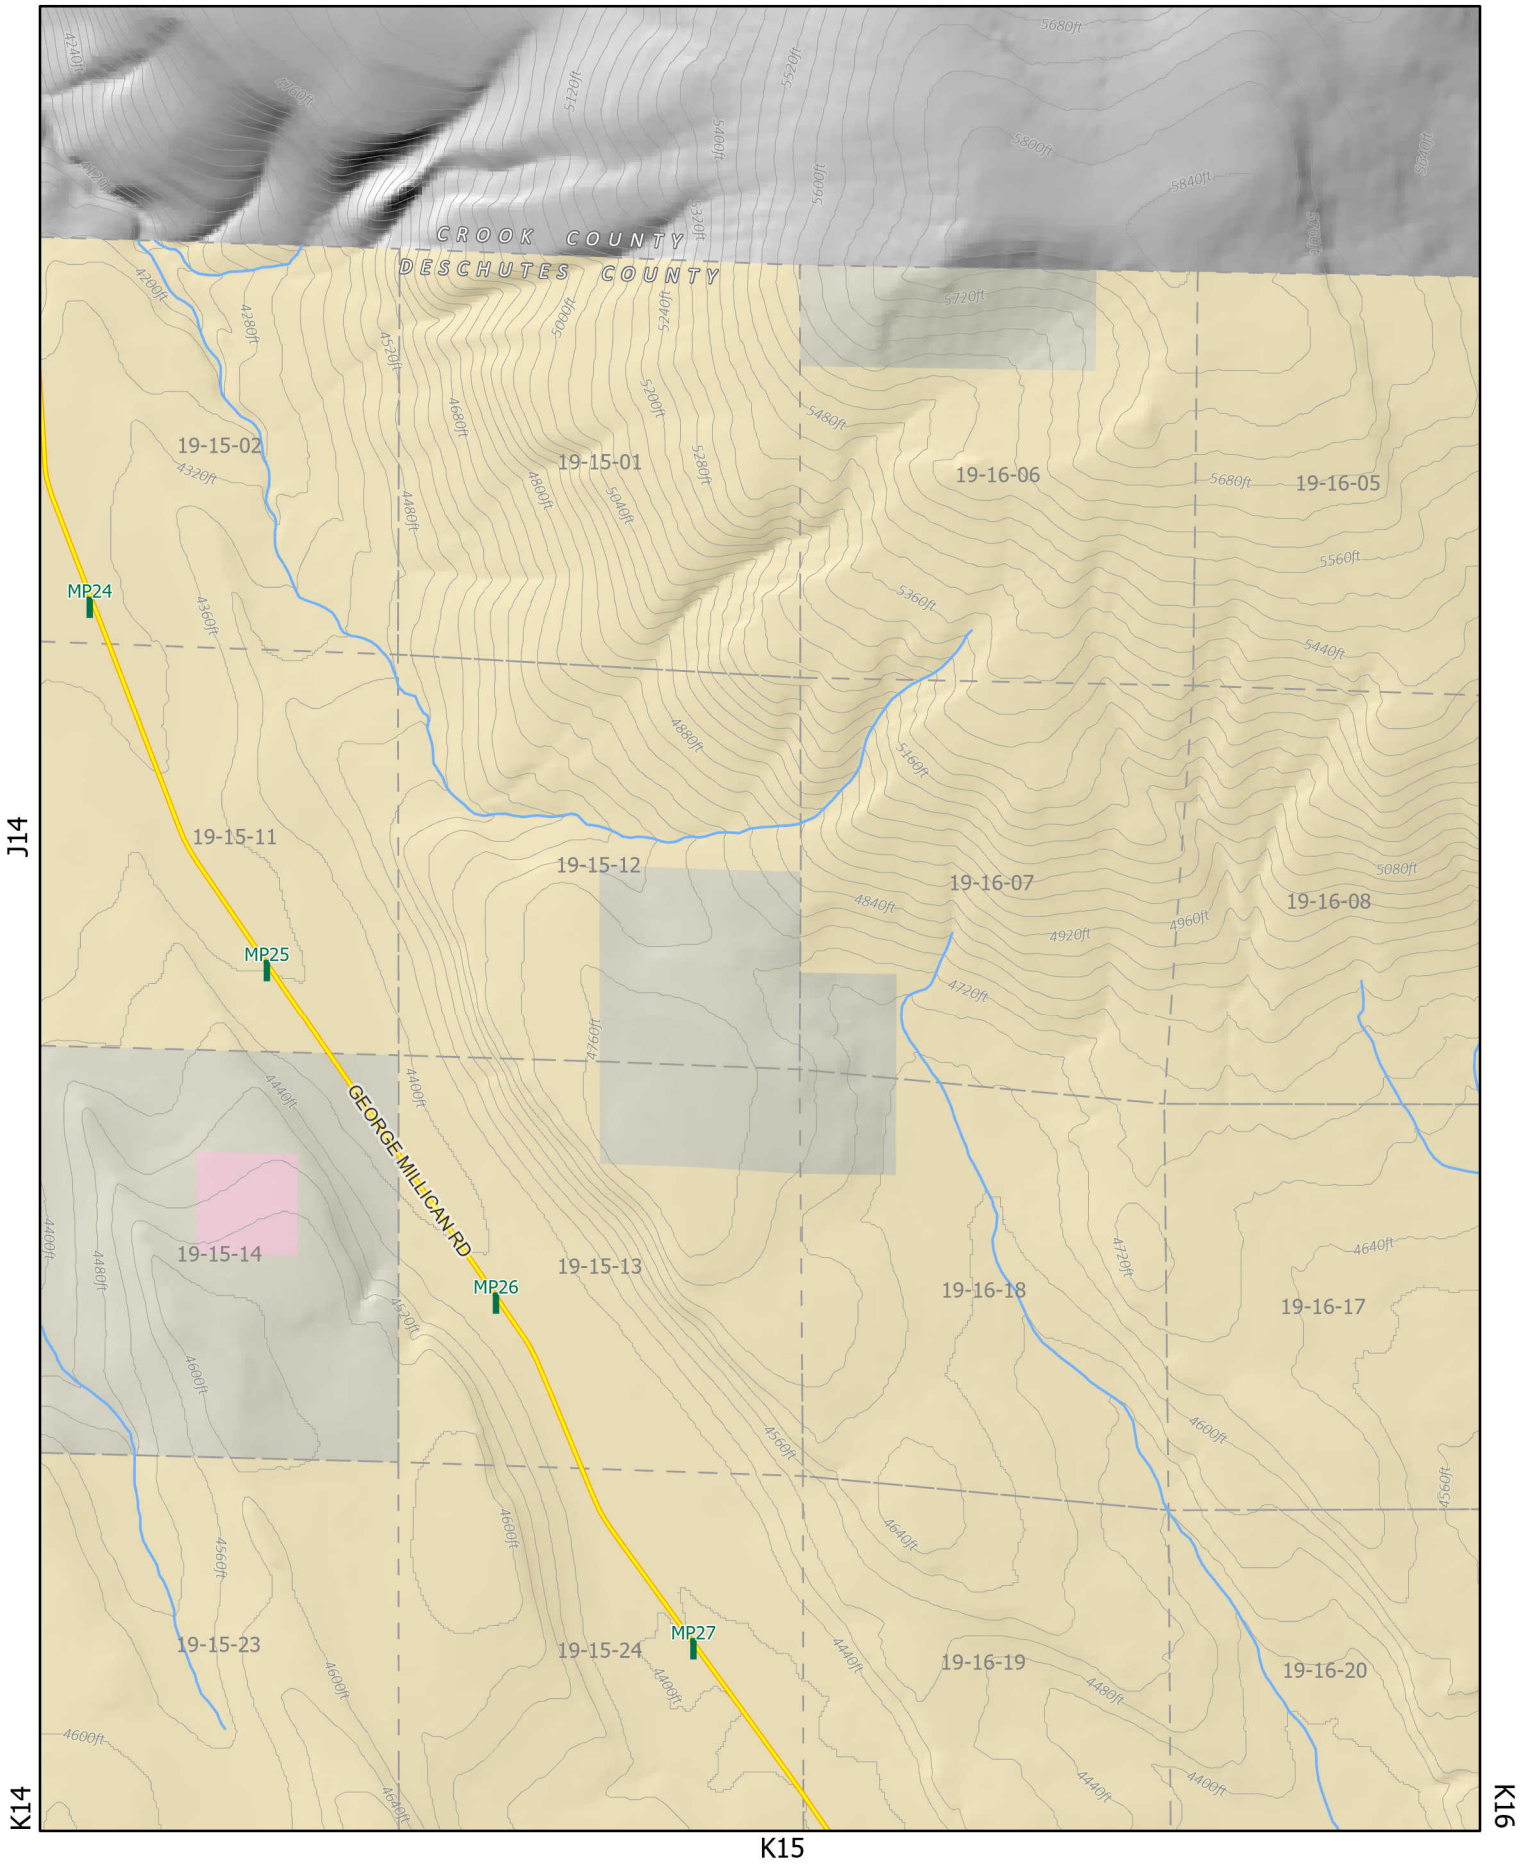 5680ft
4240ft
5520ft
4760ft
5120ft
5400ft
5800ft
5640ft
4120ft
5840ft
5600ft
5320ft
CROOK COUNTY
DESCHUTES COUNTY
4200ft
5720ft
5000ft
5240ft
4280ft
4520ft
5200ft
4680ft
5480ft
19-15-02
19-15-01
5280ft
4320ft
19-16-06
5680ft
19-16-05
4800ft
5040ft
4480ft
5560ft
MP24
5360ft
4360ft
5440ft
4880ft
5160ft
J14
19-15-11
19-15-12
5080ft
19-16-07
19-16-08
4840ft
4960ft
4920ft
MP25
4720ft
4760ft
4440ft
4400ft
GEORGE MILLICAN RD
4400ft
19-15-14
4480ft
19-15-13
4720ft
4640ft
MP26
19-16-18
19-16-17
4520ft
4600ft
4600ft
4560ft
4560ft
4600ft
4640ft
4560ft
MP27
19-15-23
19-15-24
4440ft
19-16-19
19-16-20
4600ft
4400ft
4480ft
4600ft
4640ft
4440ft
4400ft
K14
K15
K16